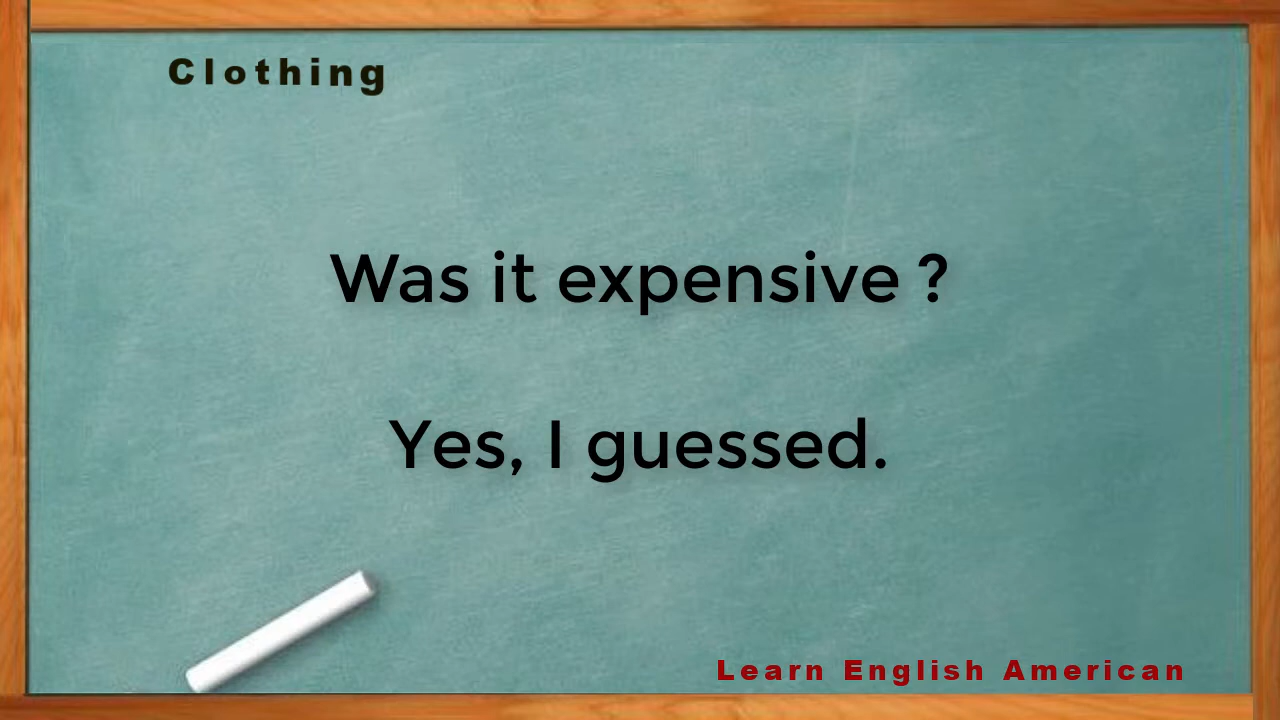 Clothing
Was it expensive ?
Yes, I guessed.
Learn English American